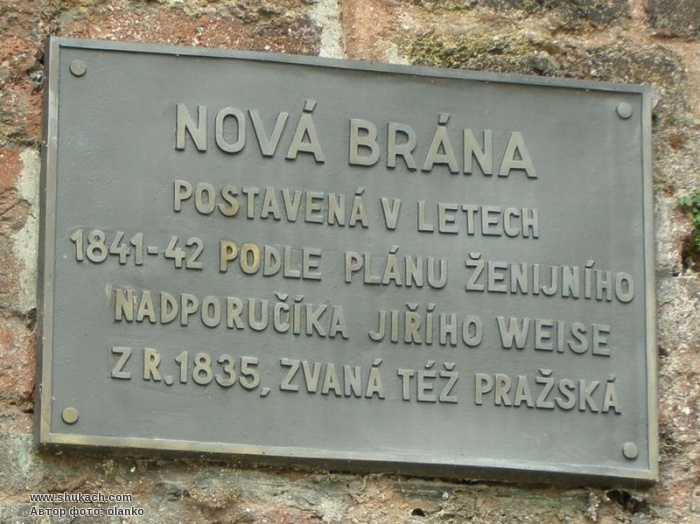 NOVÁ BRÁNA
POSTAVENÁ V LETECH
1841-42 PODLE PLÁNU ŽENIJNÍHO
NADPORUČÍKA JIŘÍHO WEISE
Z R. 1835, ZVANÁ TÉŽ PRAŽSKÁ
www.shukach.com
Автор фото: olanko